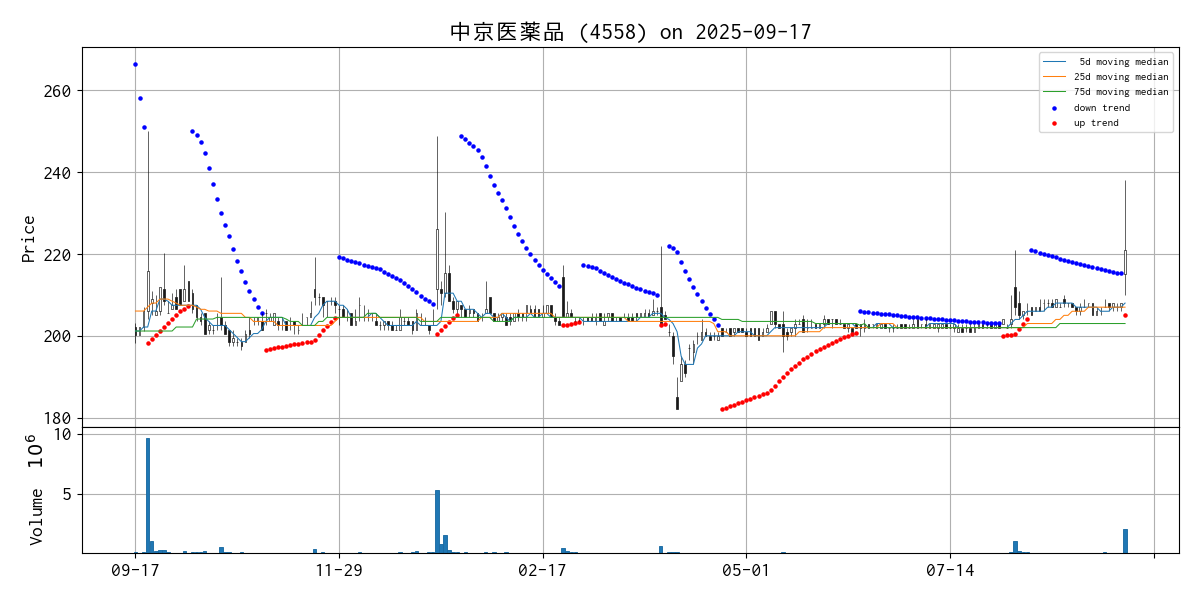 中京医薬品 (4558) on 2025-09-17
5d moving median
25d moving median
75d moving median
down trend
up trend
Price
260
240
220
200
180
Volume 10^6
10
5
09-17 11-29 02-17 05-01 07-14